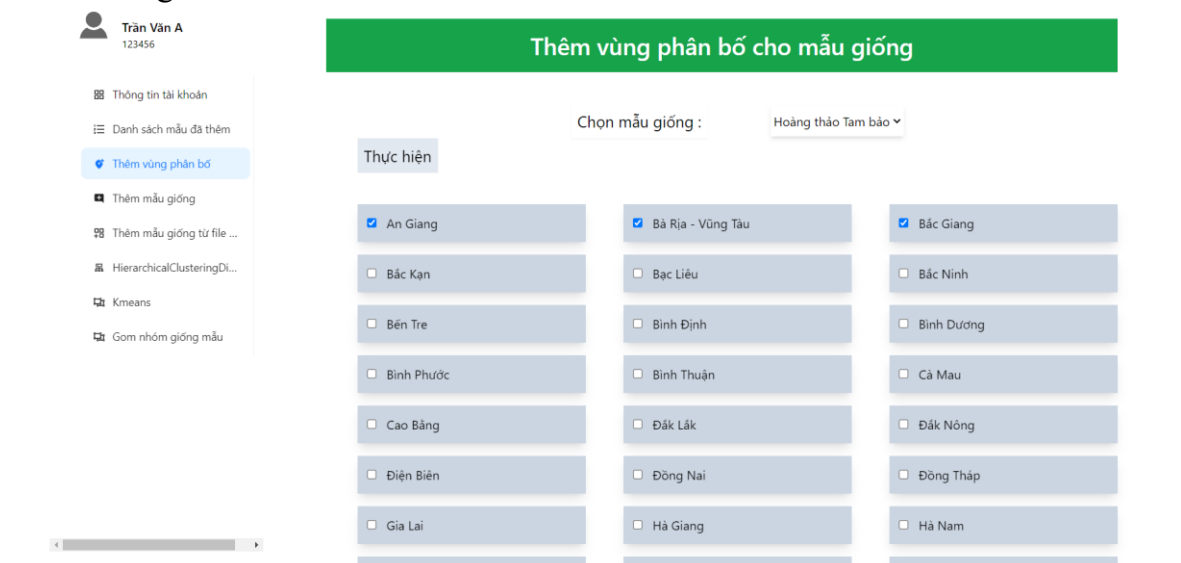 Trần Văn A
123456
Thông tin tài khoản
Danh sách mẫu đã thêm
Thêm vùng phân bố
Thêm mẫu giống
Thêm mẫu giống từ file ...
HierarchicalClusteringDi...
Kmeans
Gom nhóm giống mẫu
Thêm vùng phân bố cho mẫu giống
Chọn mẫu giống :
Hoàng thảo Tam bảo
Thực hiện
An Giang
Bà Rịa - Vũng Tàu
Bắc Giang
Bắc Kạn
Bạc Liêu
Bắc Ninh
Bến Tre
Bình Định
Bình Dương
Bình Phước
Bình Thuận
Cà Mau
Cao Bằng
Đắk Lắk
Đắk Nông
Điện Biên
Đồng Nai
Đồng Tháp
Gia Lai
Hà Giang
Hà Nam